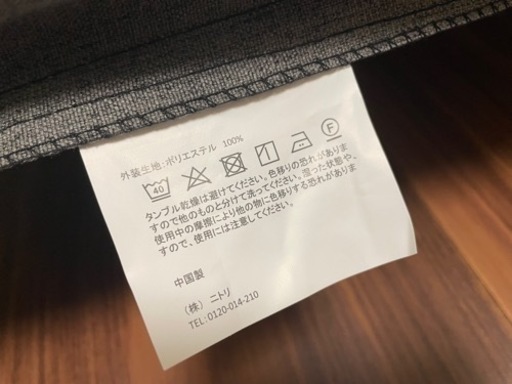 外装生地:ポリエステル 100%
40 F
タンブル乾燥は避けてください。色移りの恐れがありま
すので他のものと分けて洗ってください。湿った状態や、
使用中の摩擦により他の物に色移りする恐れがありま
すので、使用には注意してください。
中国製
(株) ニトリ
TEL:0120-014-210